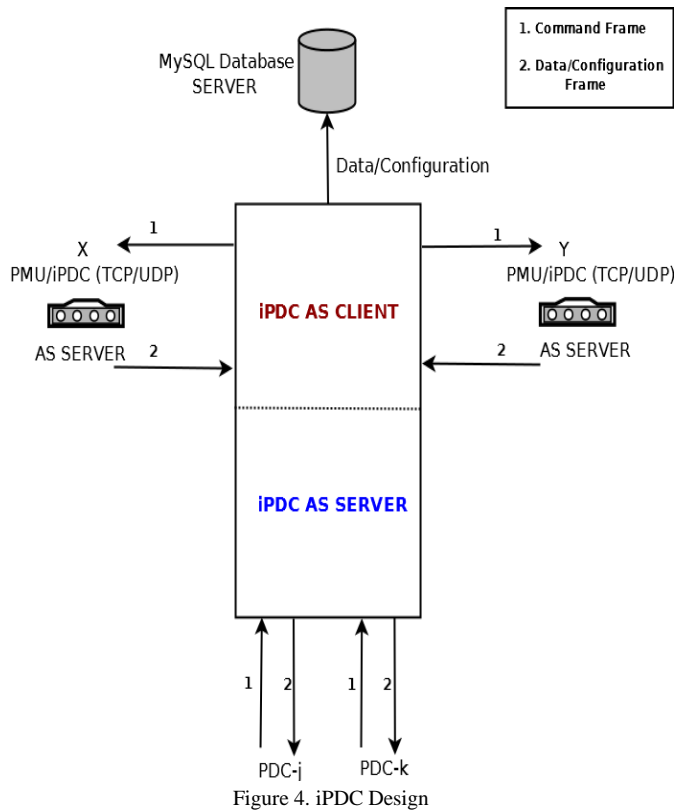 MySQL Database
SERVER
1. Command Frame
2. Data/Configuration
Frame
Data/Configuration
1
X
PMU/iPDC (TCP/UDP)
AS SERVER
2
1
Y
PMU/iPDC (TCP/UDP)
AS SERVER
2
iPDC AS CLIENT
iPDC AS SERVER
1
2
1
2
PDC-j
PDC-k
Figure 4. iPDC Design